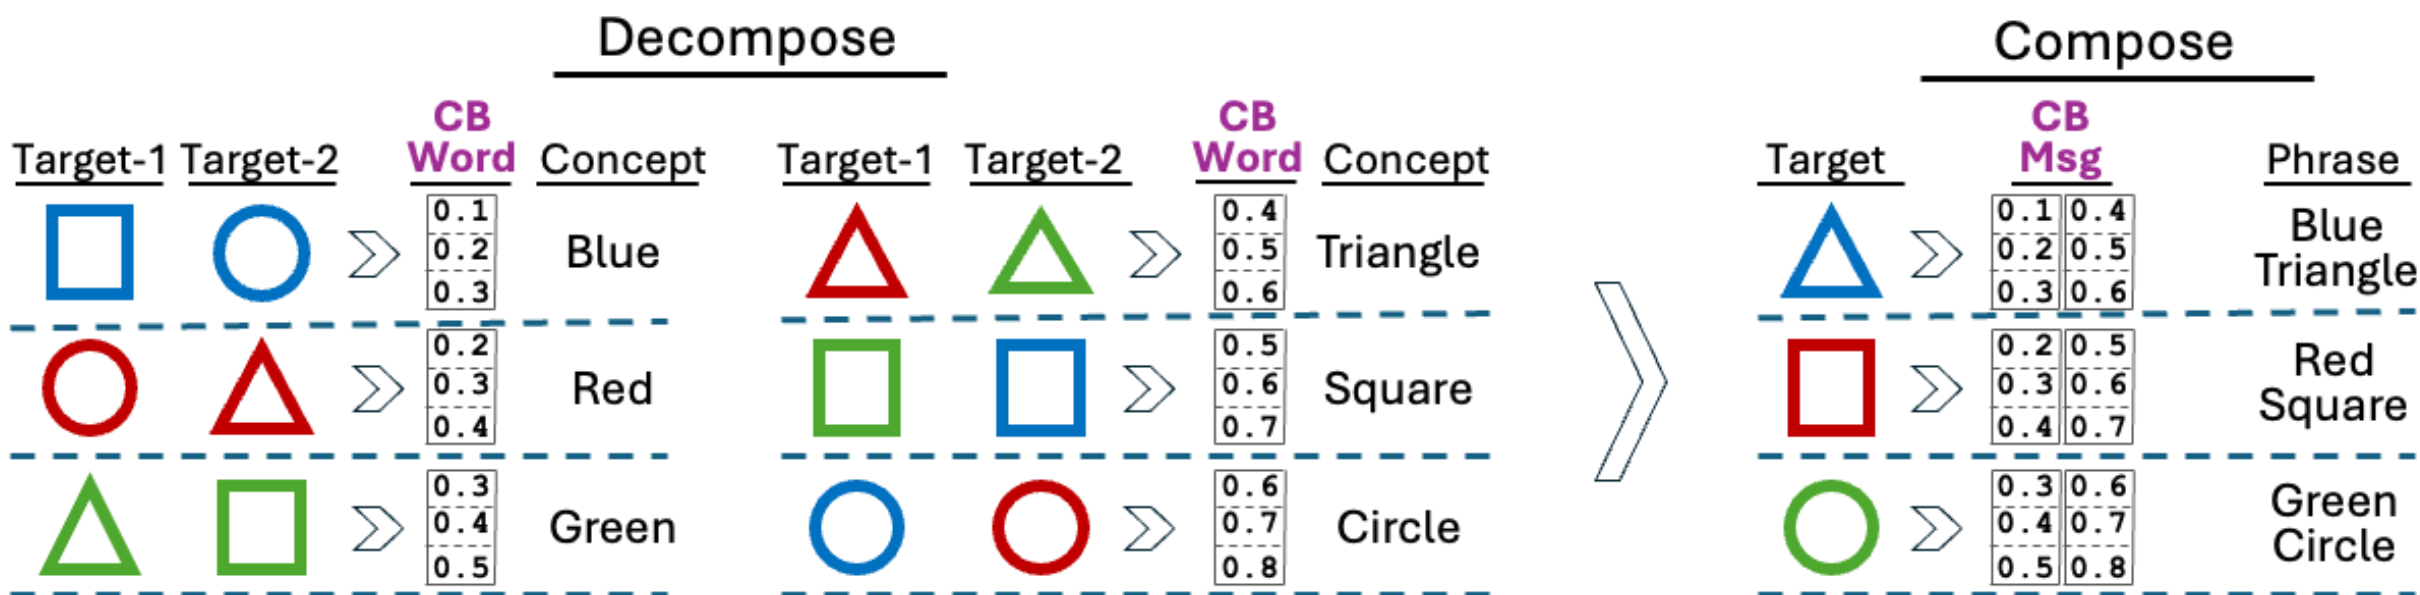 Decompose
Compose
CB
CB
CB
Target-1 Target-2 Word Concept Target-1 Target-2 Word Concept Target Msg Phrase
0.1 0.4 0.1 0.4 Blue
0.2 Blue 0.5 Triangle 0.2 0.5 Triangle
0.3 0.6 0.3 0.6
0.2 0.5 0.2 0.5 Red
0.3 Red 0.6 Square 0.3 0.6 Square
0.4 0.7 0.4 0.7
0.3 0.6 0.3 0.6 Green
0.4 Green 0.7 Circle 0.4 0.7 Circle
0.5 0.8 0.5 0.8